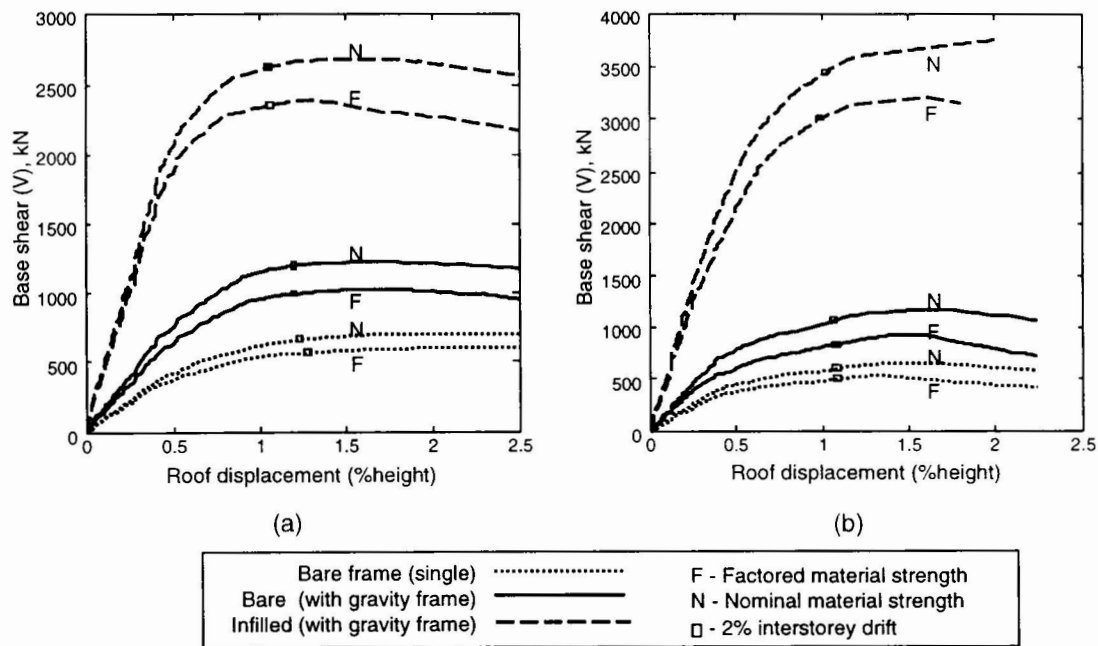 3000
2500
2000
1500
1000
500
0
Base shear (V), kN
N
F
N
F
N
F
0 0.5 1 1.5 2 2.5
Roof displacement (%height)
(a)
4000
3500
3000
2500
2000
1500
1000
500
0
Base shear (V), kN
N
F
N
F
N
F
0 0.5 1 1.5 2 2.5
Roof displacement (%height)
(b)
Bare frame (single)
Bare (with gravity frame)
Infilled (with gravity frame)
F - Factored material strength
N - Nominal material strength
- 2% interstorey drift